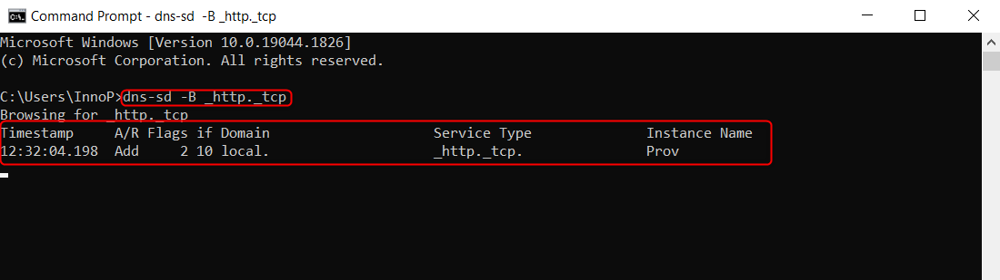 Command Prompt - dns-sd  -B _http._tcp
Microsoft Windows [Version 10.0.19044.1826]
(c) Microsoft Corporation. All rights reserved.
C:\Users\InnoP>dns-sd -B _http._tcp
Browsing for _http._tcp
Timestamp     A/R Flags if Domain                    Service Type              Instance Name
12:32:04.198  Add     2 10 local.                    _http._tcp.               Prov